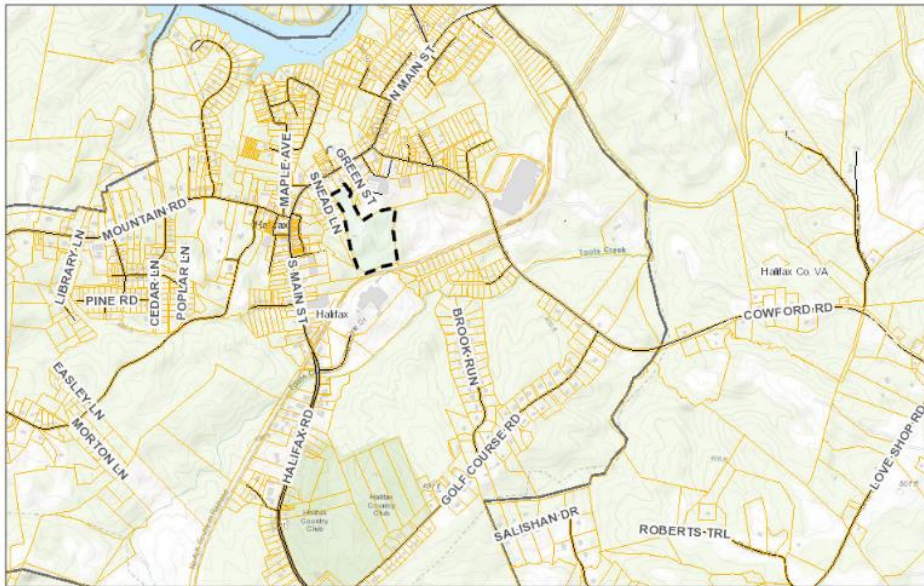 N MAIN ST
MAPLE AVE
GREEN ST
SNEAD LN
MOUNTAIN RD
Halifax
LIBRARY LN
CEDAR LN
POPLAR LN
PINE RD
S MAIN ST
Halifax
Toots Creek
Halifax Co. VA
COWFORD RD
BROOK RUN
EASLEY LN
MORTON LN
HALIFAX RD
GOLF COURSE RD
LOVE SHOP RD
Halifax
Country
Club
Halifax
Country
Club
SALISHAN DR
ROBERTS TRL